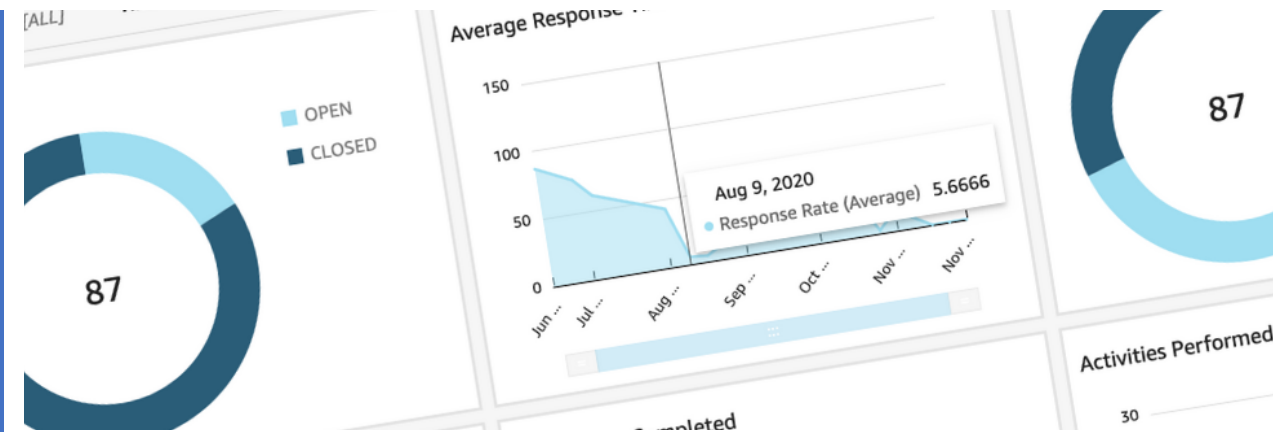 [ALL]
OPEN
CLOSED
87
Average Response
150
100
50
0
Aug 9, 2020
Response Rate (Average) 5.6666
Jun ...
Jul ...
Aug ...
Sep ...
Oct ...
Nov ...
Nov ...
87
Completed
Activities Performed
30